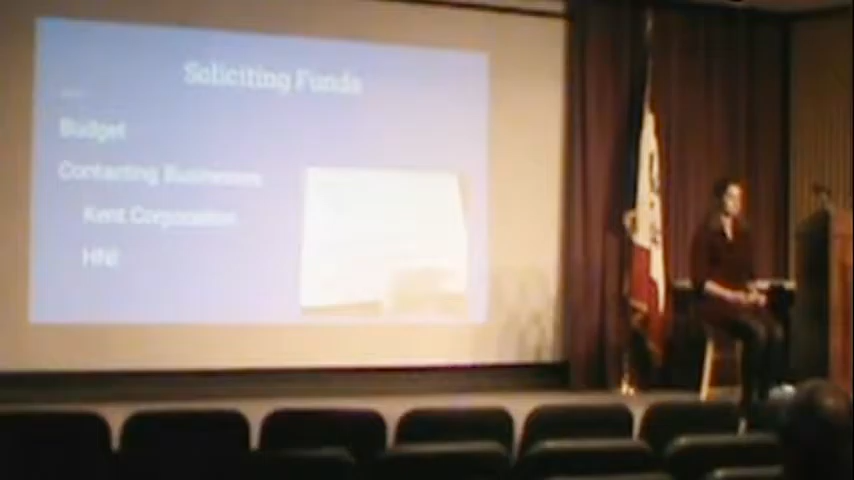 Soliciting Funds
Budget
Contacting Businesses
Kent Corporation
HNI